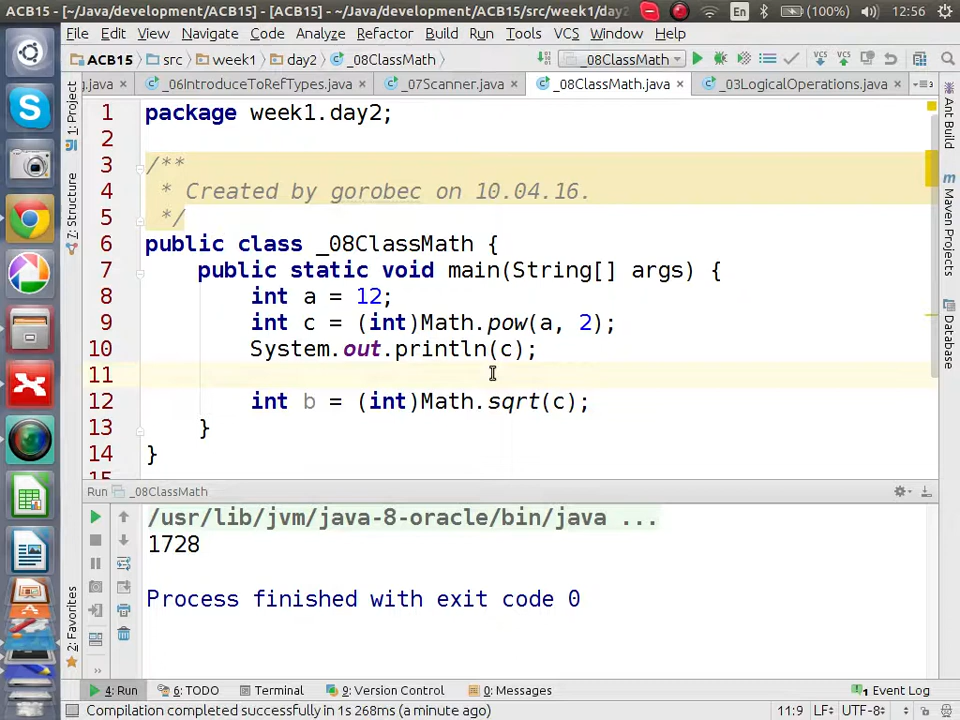 ACB15 - [~/Java/development/ACB15] - [ACB15] - ~/Java/development/ACB15/src/week1/day2 En (100%) 12:56
File Edit View Navigate Code Analyze Refactor Build Run Tools VCS Window Help
ACB15 src week1 day2 _08ClassMath _08ClassMath VCS VCS
g.java _06IntroduceToRefTypes.java _07Scanner.java _08ClassMath.java _03LogicalOperations.java
1: Project
7: Structure
2: Favorites
Ant Build
Maven Projects
Database
1 package week1.day2;
2
3 /**
4 * Created by gorobec on 10.04.16.
5 */
6 public class _08ClassMath {
7 public static void main(String[] args) {
8 int a = 12;
9 int c = (int)Math.pow(a, 2);
10 System.out.println(c);
11
12 int b = (int)Math.sqrt(c);
13 }
14 }
Run _08ClassMath
/usr/lib/jvm/java-8-oracle/bin/java ...
1728
Process finished with exit code 0
4: Run 6: TODO Terminal 9: Version Control 0: Messages 1 Event Log
Compilation completed successfully in 1s 268ms (a minute ago) 11:9 LF UTF-8